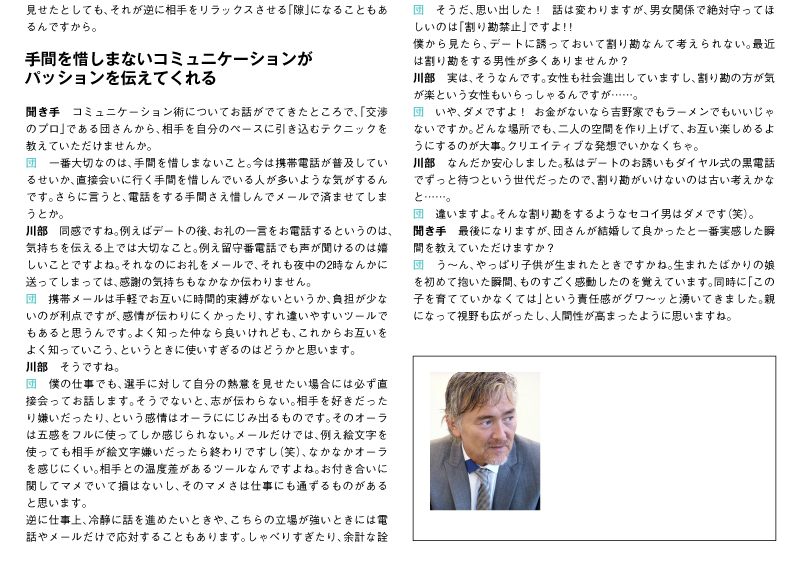 見せたとしても、それが逆に相手をリラックスさせる「隙」になることもあ
るんですから。
手間を惜しまないコミュニケーションが
パッションを伝えてくれる
聞き手　コミュニケーション術についてお話がでてきたところで、「交渉
のプロ」である団さんから、相手を自分のペースに引き込むテクニックを
教えていただけませんか。
団　一番大切なのは、手間を惜しまないこと。今は携帯電話が普及してい
るせいか、直接会いに行く手間を惜しんでいる人が多いような気がするん
です。さらに言うと、電話をする手間さえ惜しんでメールで済ませてしま
うとか。
川部　同感ですね。例えばデートの後、お礼の一言をお電話するというのは、
気持ちを伝える上では大切なこと。例え留守番電話でも声が聞けるのは嬉
しいことですよね。それなのにお礼をメールで、それも夜中の2時なんかに
送ってしまっては、感謝の気持ちもなかなか伝わりません。
団　携帯メールは手軽でお互いに時間的束縛がないというか、負担が少な
いのが利点ですが、感情が伝わりにくかったり、すれ違いやすいツールで
もあると思うんです。よく知った仲なら良いけれども、これからお互いを
よく知っていこう、というときに使いすぎるのはどうかと思います。
川部　そうですね。
団　僕の仕事でも、選手に対して自分の熱意を見せたい場合には必ず直
接会ってお話します。そうでないと、志が伝わらない。相手を好きだった
り嫌いだったり、という感情はオーラににじみ出るものです。そのオーラ
は五感をフルに使ってしか感じられない。メールだけでは、例え絵文字を
使っても相手が絵文字嫌いだったら終わりですし（笑）、なかなかオーラ
を感じにくい。相手との温度差があるツールなんですよね。お付き合いに
関してマメでいて損はないし、そのマメさは仕事にも通ずるものがある
と思います。
逆に仕事上、冷静に話を進めたいときや、こちらの立場が強いときには電
話やメールだけで応対することもあります。しゃべりすぎたり、余計な詮
団　そうだ、思い出した！　話は変わりますが、男女関係で絶対守ってほ
しいのは「割り勘禁止」ですよ！！
僕から見たら、デートに誘っておいて割り勘なんて考えられない。最近
は割り勘をする男性が多くありませんか？
川部　実は、そうなんです。女性も社会進出していますし、割り勘の方が気
が楽という女性もいらっしゃるんですが……。
団　いや、ダメですよ！　お金がないなら吉野家でもラーメンでもいいじゃ
ないですか。どんな場所でも、二人の空間を作り上げて、お互い楽しめるよ
うにするのが大事。クリエイティブな発想でいかなくちゃ。
川部　なんだか安心しました。私はデートのお誘いもダイヤル式の黒電話
でずっと待つという世代だったので、割り勘がいけないのは古い考えかな
と……。
団　違いますよ。そんな割り勘をするようなセコイ男はダメです（笑）。
聞き手　最後になりますが、団さんが結婚して良かったと一番実感した瞬
間を教えていただけますか？
団　う〜ん、やっぱり子供が生まれたときですかね。生まれたばかりの娘
を初めて抱いた瞬間、ものすごく感動したのを覚えています。同時に「この
子を育てていかなくては」という責任感がグワ〜ッと湧いてきました。親
になって視野も広がったし、人間性が高まったように思いますね。